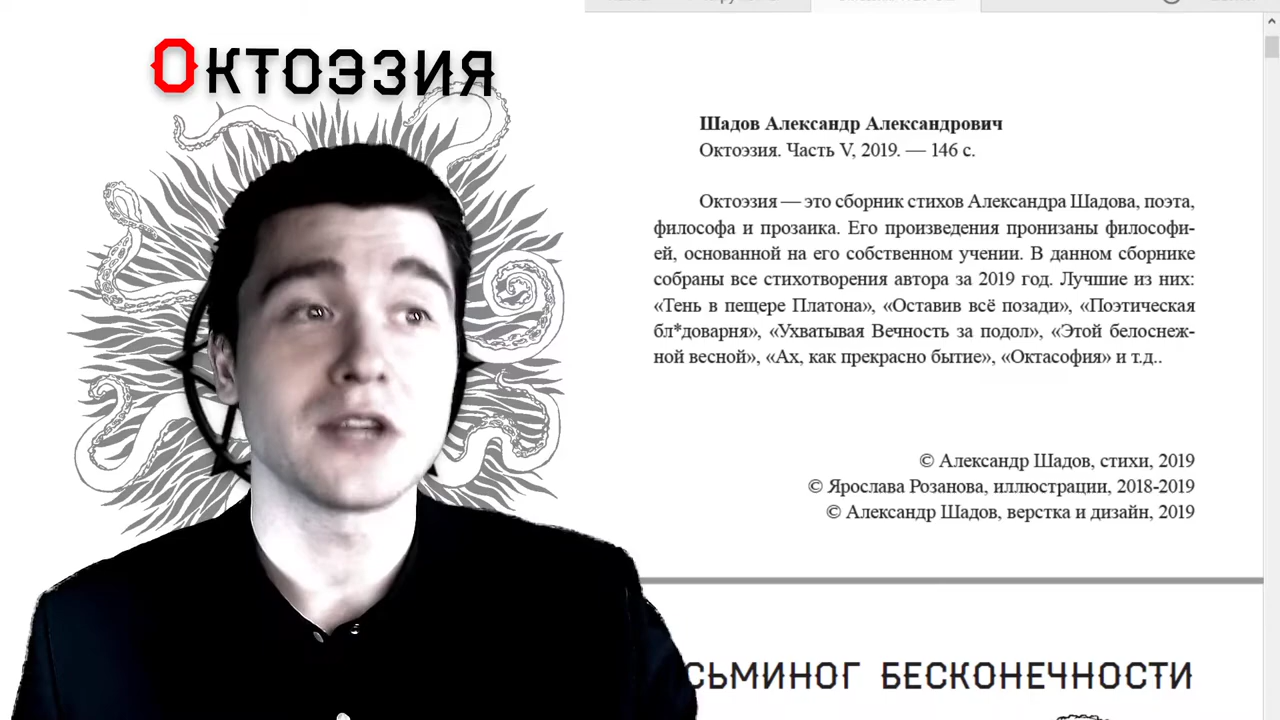 Октоэзия
Шадов Александр Александрович
Октоэзия. Часть V, 2019. — 146 с.
Октоэзия — это сборник стихов Александра Шадова, поэта,
философа и прозаика. Его произведения пронизаны философи-
ей, основанной на его собственном учении. В данном сборнике
собраны все стихотворения автора за 2019 год. Лучшие из них:
«Тень в пещере Платона», «Оставив всё позади», «Поэтическая
бл*доварня», «Ухватывая Вечность за подол», «Этой белоснеж-
ной весной», «Ах, как прекрасно бытие», «Октасофия» и т.д..
© Александр Шадов, стихи, 2019
© Ярослава Розанова, иллюстрации, 2018-2019
© Александр Шадов, верстка и дизайн, 2019
СЬМИНОГ БЕСКОНЕЧНОСТИ